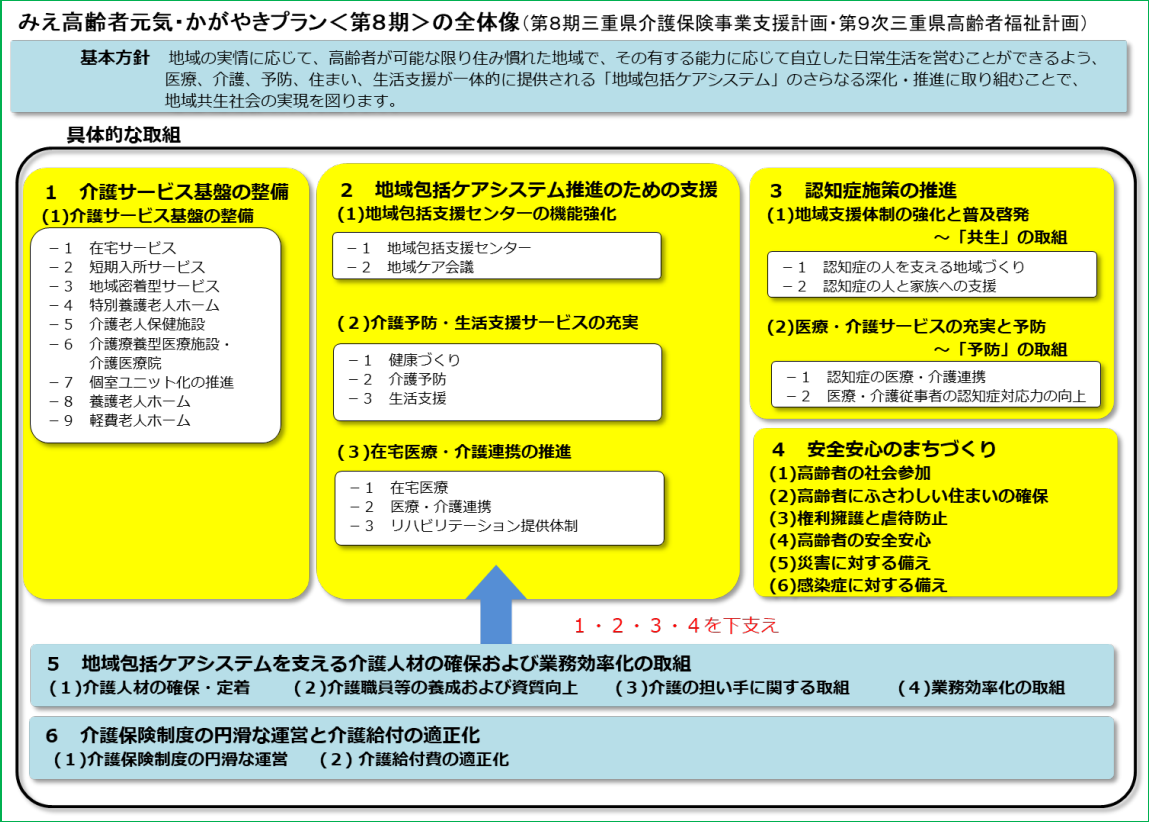 みえ高齢者元気・かがやきプラン＜第８期＞の全体像（第８期三重県介護保険事業支援計画・第９次三重県高齢者福祉計画）
基本方針　地域の実情に応じて、高齢者が可能な限り住み慣れた地域で、その有する能力に応じて自立した日常生活を営むことができるよう、
医療、介護、予防、住まい、生活支援が一体的に提供される「地域包括ケアシステム」のさらなる深化・推進に取り組むことで、
地域共生社会の実現を図ります。
具体的な取組
１　介護サービス基盤の整備
(1)介護サービス基盤の整備
－１　在宅サービス
－２　短期入所サービス
－３　地域密着型サービス
－４　特別養護老人ホーム
－５　介護老人保健施設
－６　介護療養型医療施設・
介護医療院
－７　個室ユニット化の推進
－８　養護老人ホーム
－９　軽費老人ホーム
２　地域包括ケアシステム推進のための支援
(1)地域包括支援センターの機能強化
－１　地域包括支援センター
－２　地域ケア会議
(２)介護予防・生活支援サービスの充実
－１　健康づくり
－２　介護予防
－３　生活支援
(３)在宅医療・介護連携の推進
－１　在宅医療
－２　医療・介護連携
－３　リハビリテーション提供体制
３　認知症施策の推進
(1)地域支援体制の強化と普及啓発
～「共生」の取組
－１　認知症の人を支える地域づくり
－２　認知症の人と家族への支援
(2)医療・介護サービスの充実と予防
～「予防」の取組
－１　認知症の医療・介護連携
－２　医療・介護従事者の認知症対応力の向上
４　安全安心のまちづくり
(1)高齢者の社会参加
(2)高齢者にふさわしい住まいの確保
(3)権利擁護と虐待防止
(4)高齢者の安全安心
(5)災害に対する備え
(6)感染症に対する備え
１・２・３・４を下支え
５　地域包括ケアシステムを支える介護人材の確保および業務効率化の取組
(１)介護人材の確保・定着　(２)介護職員等の養成および資質向上　(３)介護の担い手に関する取組　(４)業務効率化の取組
６　介護保険制度の円滑な運営と介護給付の適正化
(１)介護保険制度の円滑な運営　(２) 介護給付費の適正化